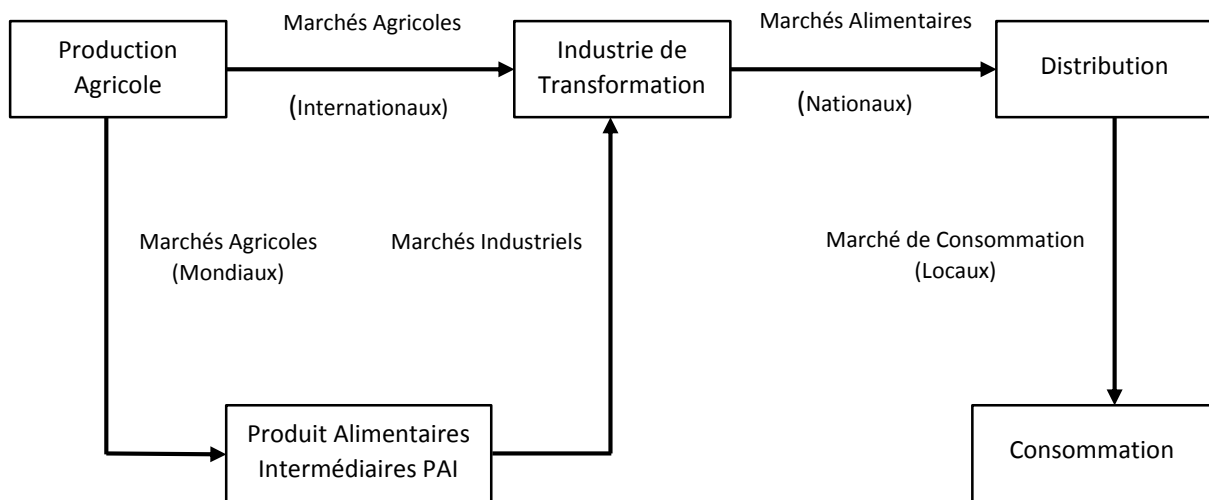 Marchés Agricoles
Marchés Alimentaires
Production
Agricole
Industrie de
Transformation
Distribution
(Internationaux)
(Nationaux)
Marchés Agricoles
(Mondiaux)
Marchés Industriels
Marché de Consommation
(Locaux)
Produit Alimentaires
Intermédiaires PAI
Consommation